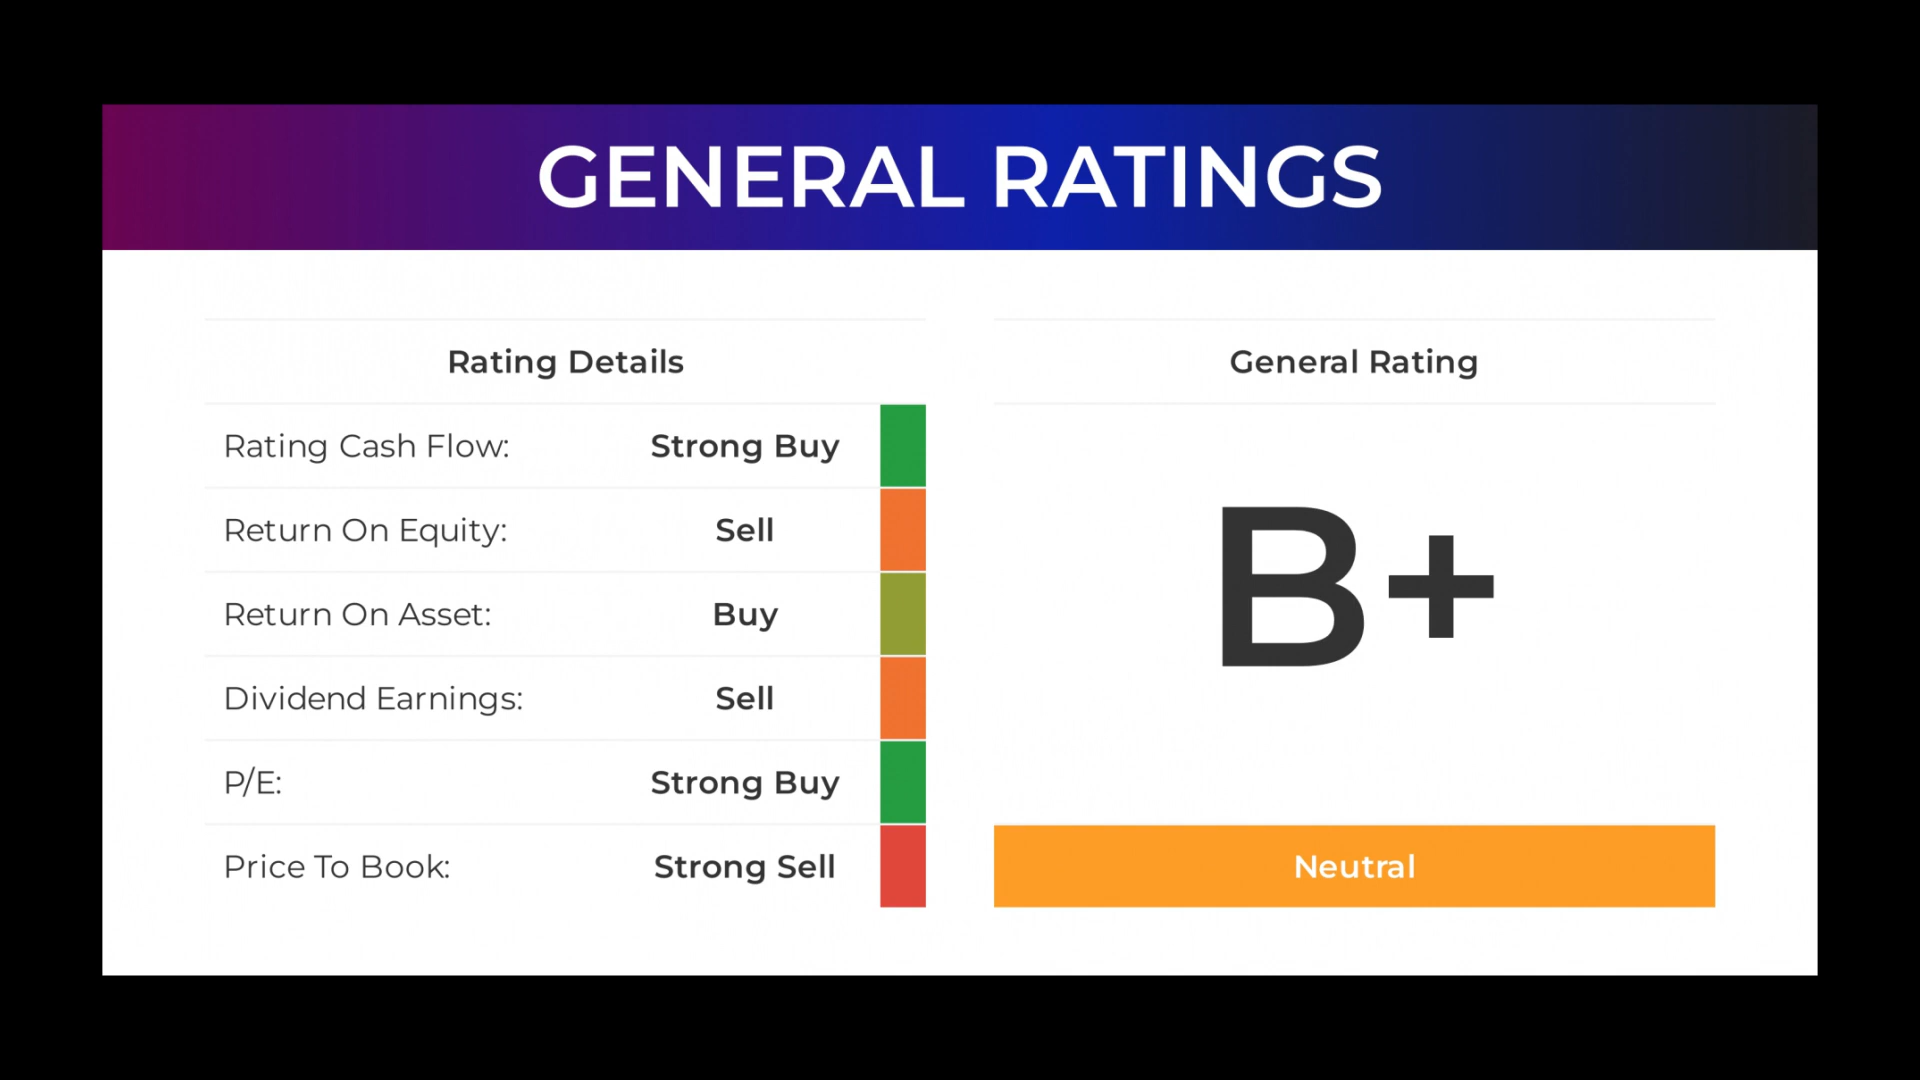 GENERAL RATINGS
Rating Details
Rating Cash Flow: Strong Buy
Return On Equity: Sell
Return On Asset: Buy
Dividend Earnings: Sell
P/E: Strong Buy
Price To Book: Strong Sell
General Rating
B+
Neutral